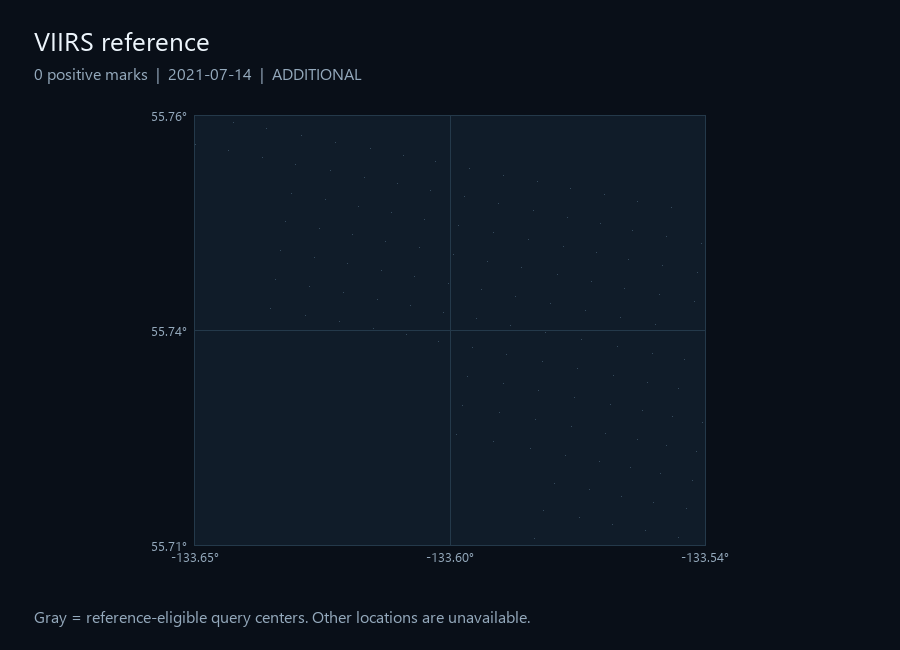 VIIRS reference
0 positive marks | 2021-07-14 | ADDITIONAL
55.76°
55.74°
55.71°
-133.65° -133.60° -133.54°
Gray = reference-eligible query centers. Other locations are unavailable.